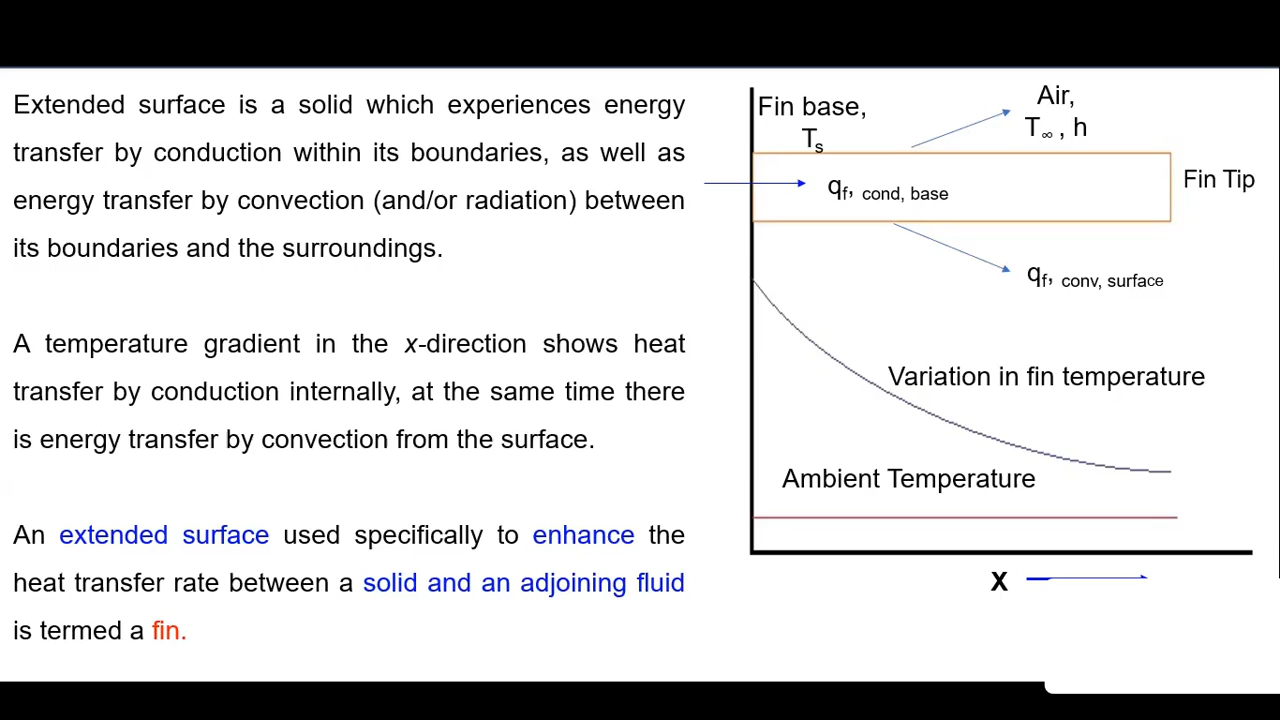 Extended surface is a solid which experiences energy
transfer by conduction within its boundaries, as well as
energy transfer by convection (and/or radiation) between
its boundaries and the surroundings.
A temperature gradient in the x-direction shows heat
transfer by conduction internally, at the same time there
is energy transfer by convection from the surface.
An extended surface used specifically to enhance the
heat transfer rate between a solid and an adjoining fluid
is termed a fin.
Fin base,
Ts
Air,
T∞ , h
qf, cond, base
Fin Tip
qf, conv, surface
Variation in fin temperature
Ambient Temperature
X